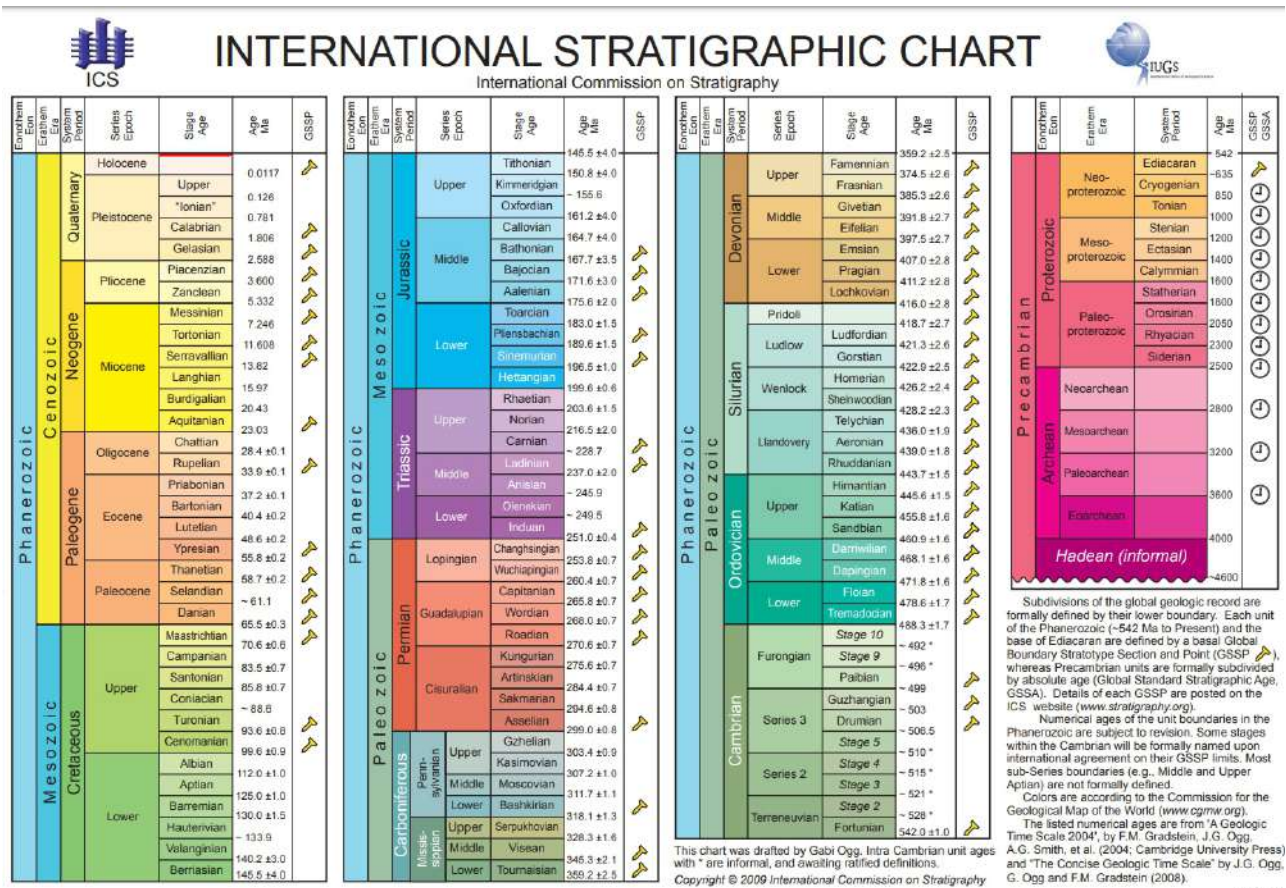 ICS
INTERNATIONAL STRATIGRAPHIC CHART
International Commission on Stratigraphy
IUGS
Eonothem Eon
Erathem Era
System Period
Series Epoch
Stage Age
Age Ma
GSSP
Phanerozoic
Cenozoic
Quaternary
Holocene
0.0117
Pleistocene
Upper
0.126
"Ionian"
0.781
Calabrian
1.806
Gelasian
2.588
Neogene
Pliocene
Piacenzian
3.600
Zanclean
5.332
Miocene
Messinian
7.246
Tortonian
11.608
Serravallian
13.82
Langhian
15.97
Burdigalian
20.43
Aquitanian
23.03
Paleogene
Oligocene
Chattian
28.4 ±0.1
Rupelian
33.9 ±0.1
Eocene
Priabonian
37.2 ±0.1
Bartonian
40.4 ±0.2
Lutetian
48.6 ±0.2
Ypresian
55.8 ±0.2
Paleocene
Thanetian
58.7 ±0.2
Selandian
~ 61.1
Danian
65.5 ±0.3
Mesozoic
Cretaceous
Upper
Maastrichtian
70.6 ±0.6
Campanian
83.5 ±0.7
Santonian
85.8 ±0.7
Coniacian
~ 88.6
Turonian
93.6 ±0.8
Cenomanian
99.6 ±0.9
Lower
Albian
112.0 ±1.0
Aptian
125.0 ±1.0
Barremian
130.0 ±1.5
Hauterivian
~ 133.9
Valanginian
140.2 ±3.0
Berriasian
145.5 ±4.0
Eonothem Eon
Erathem Era
System Period
Series Epoch
Stage Age
Age Ma
GSSP
145.5 ±4.0
Phanerozoic
Mesozoic
Jurassic
Upper
Tithonian
150.8 ±4.0
Kimmeridgian
~ 155.6
Oxfordian
161.2 ±4.0
Middle
Callovian
164.7 ±4.0
Bathonian
167.7 ±3.5
Bajocian
171.6 ±3.0
Aalenian
175.6 ±2.0
Lower
Toarcian
183.0 ±1.5
Pliensbachian
189.6 ±1.5
Sinemurian
196.5 ±1.0
Hettangian
199.6 ±0.6
Triassic
Upper
Rhaetian
203.6 ±1.5
Norian
216.5 ±2.0
Carnian
~ 228.7
Middle
Ladinian
237.0 ±2.0
Anisian
~ 245.9
Lower
Olenekian
~ 249.5
Induan
251.0 ±0.4
Paleozoic
Permian
Lopingian
Changhsingian
253.8 ±0.7
Wuchiapingian
260.4 ±0.7
Guadalupian
Capitanian
265.8 ±0.7
Wordian
268.0 ±0.7
Roadian
270.6 ±0.7
Cisuralian
Kungurian
275.6 ±0.7
Artinskian
284.4 ±0.7
Sakmarian
294.6 ±0.8
Asselian
299.0 ±0.8
Carboniferous
Penn-
sylvanian
Upper
Gzhelian
303.4 ±0.9
Kasimovian
307.2 ±1.0
Middle
Moscovian
311.7 ±1.1
Lower
Bashkirian
318.1 ±1.3
Missis-
sippian
Upper
Serpukhovian
328.3 ±1.6
Middle
Visean
345.3 ±2.1
Lower
Tournaisian
359.2 ±2.5
Eonothem Eon
Erathem Era
System Period
Series Epoch
Stage Age
Age Ma
GSSP
359.2 ±2.5
Phanerozoic
Paleozoic
Devonian
Upper
Famennian
374.5 ±2.6
Frasnian
385.3 ±2.6
Middle
Givetian
391.8 ±2.7
Eifelian
397.5 ±2.7
Lower
Emsian
407.0 ±2.8
Pragian
411.2 ±2.8
Lochkovian
416.0 ±2.8
Silurian
Pridoli
418.7 ±2.7
Ludlow
Ludfordian
421.3 ±2.6
Gorstian
422.9 ±2.5
Wenlock
Homerian
426.2 ±2.4
Sheinwoodian
428.2 ±2.3
Llandovery
Telychian
436.0 ±1.9
Aeronian
439.0 ±1.8
Rhuddanian
443.7 ±1.5
Ordovician
Upper
Hirnantian
445.6 ±1.5
Katian
455.8 ±1.6
Sandbian
460.9 ±1.6
Middle
Darriwilian
468.1 ±1.6
Dapingian
471.8 ±1.6
Lower
Floian
478.6 ±1.7
Tremadocian
488.3 ±1.7
Cambrian
Furongian
Stage 10
~ 492 *
Stage 9
~ 496 *
Paibian
~ 499
Series 3
Guzhangian
~ 503
Drumian
~ 506.5
Stage 5
~ 510 *
Series 2
Stage 4
~ 515 *
Stage 3
~ 521 *
Terreneuvian
Stage 2
~ 528 *
Fortunian
542.0 ±1.0
This chart was drafted by Gabi Ogg. Intra Cambrian unit ages
with * are informal, and awaiting ratified definitions.
Copyright © 2009 International Commission on Stratigraphy
Eonothem Eon
Erathem Era
System Period
Age Ma
GSSP GSSA
542
Precambrian
Proterozoic
Neo-
proterozoic
Ediacaran
~635
Cryogenian
850
Tonian
1000
Meso-
proterozoic
Stenian
1200
Ectasian
1400
Calymmian
1600
Paleo-
proterozoic
Statherian
1800
Orosirian
2050
Rhyacian
2300
Siderian
2500
Archean
Neoarchean
2800
Mesoarchean
3200
Paleoarchean
3600
Eoarchean
4000
Hadean (informal)
~4600
Subdivisions of the global geologic record are
formally defined by their lower boundary. Each unit
of the Phanerozoic (~542 Ma to Present) and the
base of Ediacaran are defined by a basal Global
Boundary Stratotype Section and Point (GSSP ),
whereas Precambrian units are formally subdivided
by absolute age (Global Standard Stratigraphic Age,
GSSA). Details of each GSSP are posted on the
ICS website (www.stratigraphy.org).
Numerical ages of the unit boundaries in the
Phanerozoic are subject to revision. Some stages
within the Cambrian will be formally named upon
international agreement on their GSSP limits. Most
sub-Series boundaries (e.g., Middle and Upper
Aptian) are not formally defined.
Colors are according to the Commission for the
Geological Map of the World (www.cgmw.org).
The listed numerical ages are from 'A Geologic
Time Scale 2004', by F.M. Gradstein, J.G. Ogg,
A.G. Smith, et al. (2004; Cambridge University Press)
and "The Concise Geologic Time Scale" by J.G. Ogg,
G. Ogg and F.M. Gradstein (2008).